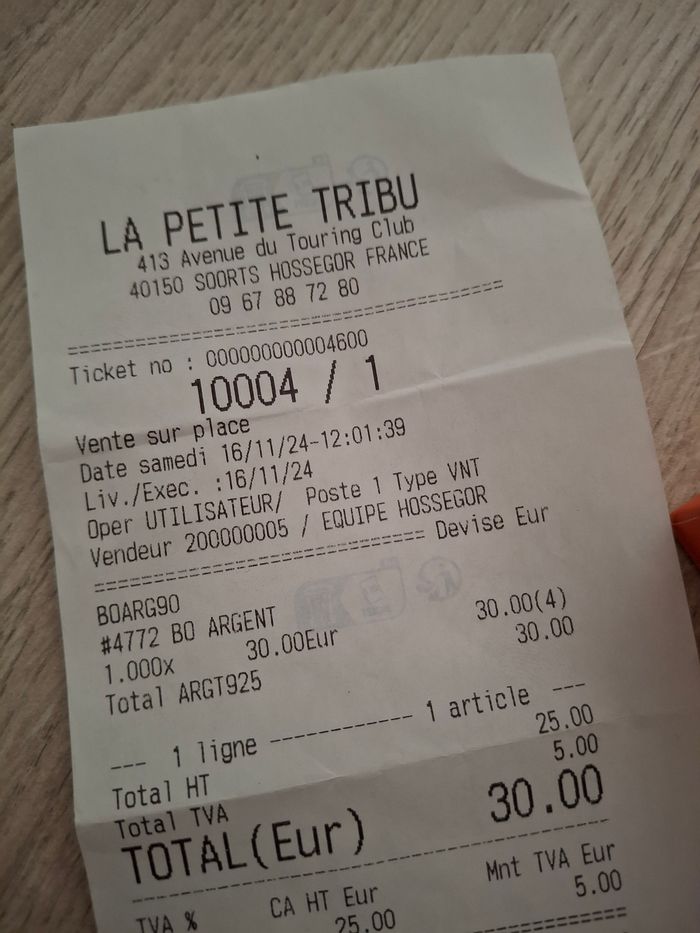 LA PETITE TRIBU
413 Avenue du Touring Club
40150 SOORTS HOSSEGOR FRANCE
09 67 88 72 80
================================================
Ticket no : 000000000004600
10004 / 1
Vente sur place
Date samedi 16/11/24-12:01:39
Liv./Exec. :16/11/24
Oper UTILISATEUR/ Poste 1 Type VNT
Vendeur 200000005 / EQUIPE HOSSEGOR
==================================== Devise Eur
BOARG90
#4772 BO ARGENT 30.00(4)
1.000x 30.00Eur 30.00
Total ARGT925
--- 1 ligne ------------ 1 article ---
Total HT 25.00
Total TVA 5.00
TOTAL(Eur) 30.00
------------------------------------------------
TVA % CA HT Eur Mnt TVA Eur
25.00 5.00